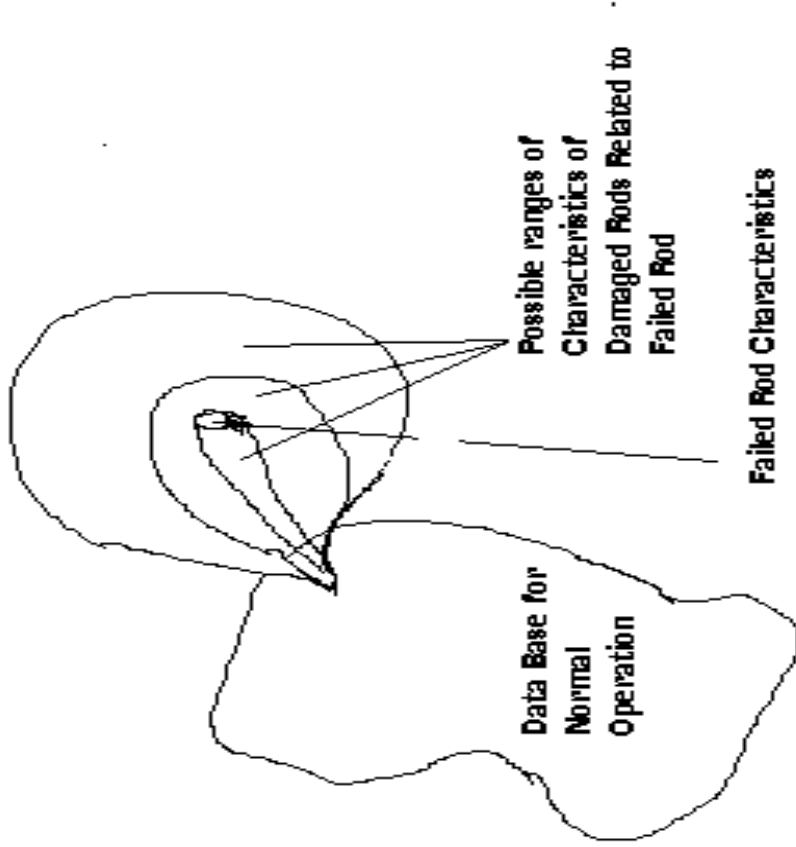 Data Base for
Normal
Operation
Possible ranges of
Characteristics of
Damaged Rods Related to
Failed Rod
Failed Rod Characteristics